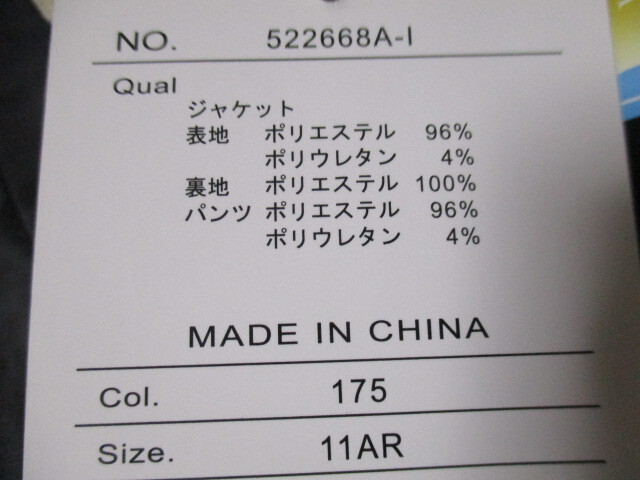 NO. 522668A-I
Qual
ジャケット
表地 ポリエステル 96%
ポリウレタン 4%
裏地 ポリエステル 100%
パンツ ポリエステル 96%
ポリウレタン 4%
MADE IN CHINA
Col. 175
Size. 11AR